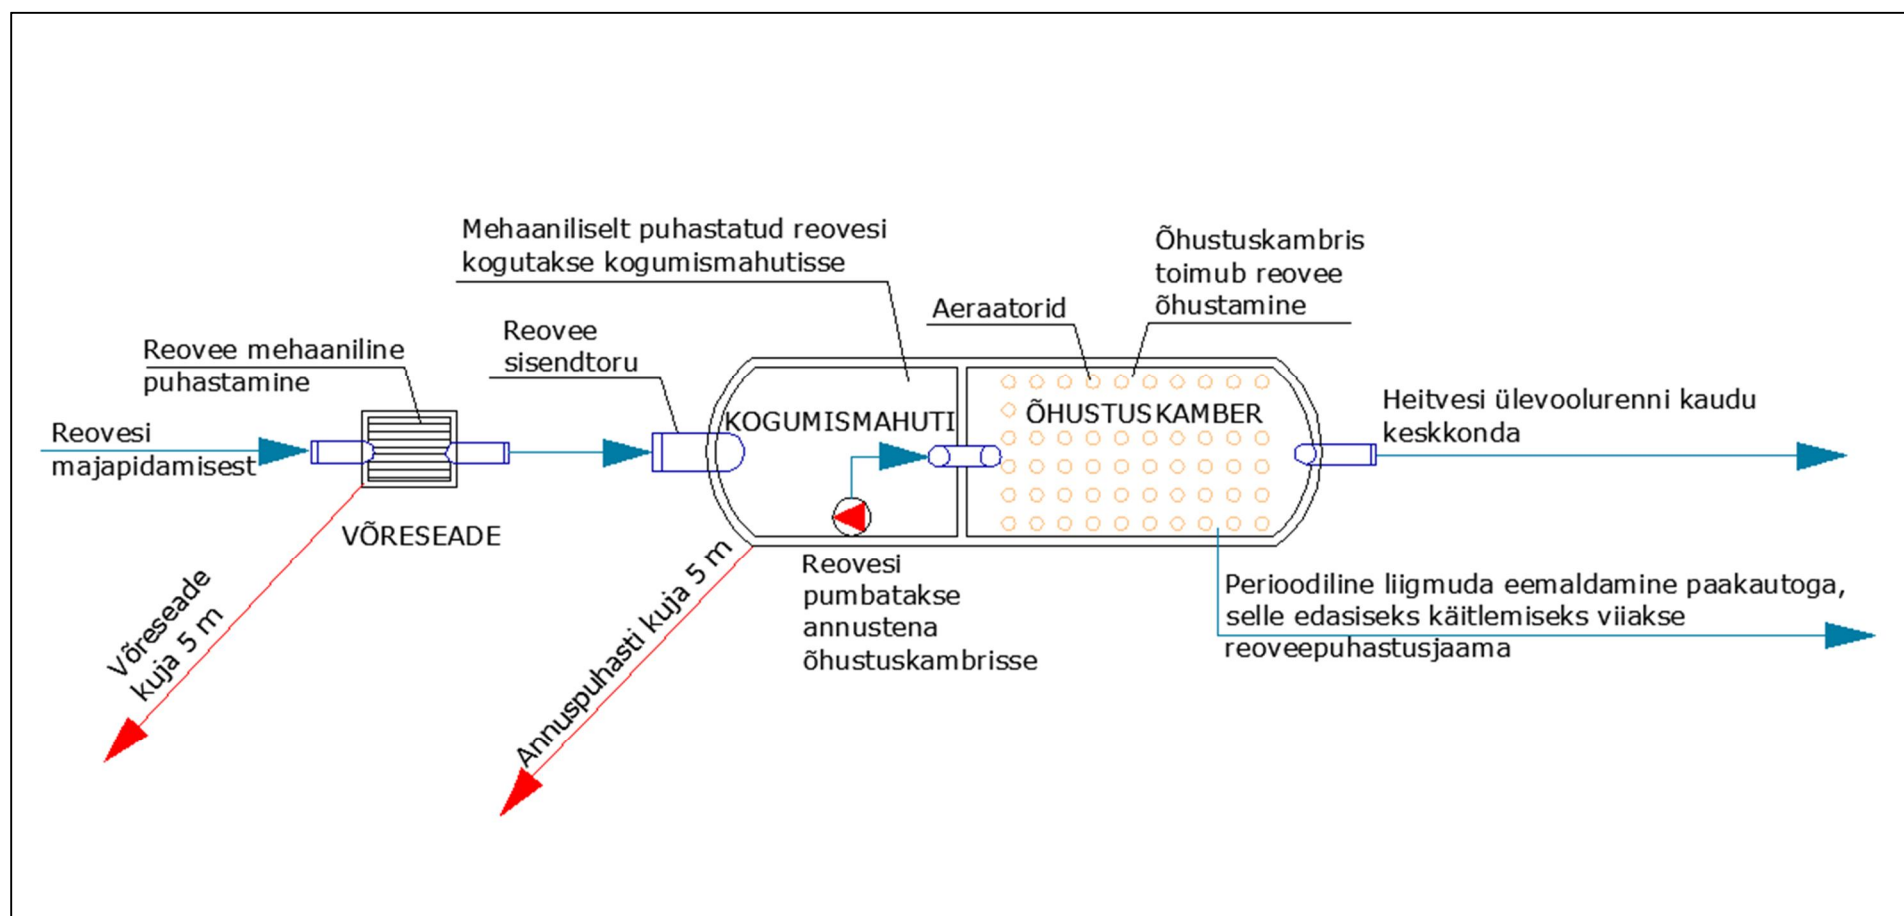 Mehaaniliselt puhastatud reovesi
kogutakse kogumismahutisse
Õhustuskambris
toimub reovee
õhustamine
Aeraatorid
Reovee
sisendtoru
Reovee mehaaniline
puhastamine
Reovesi
majapidamisest
KOGUMISMAHUTI
ÕHUSTUSKAMBER
Heitvesi ülevoolurenni kaudu
keskkonda
VÕRESEADE
Võreseade
kuja 5 m
Annuspuhasti kuja 5 m
Reovesi
pumbatakse
annustena
õhustuskambrisse
Perioodiline liigmuda eemaldamine paakautoga,
selle edasiseks käitlemiseks viiakse
reoveepuhastusjaama